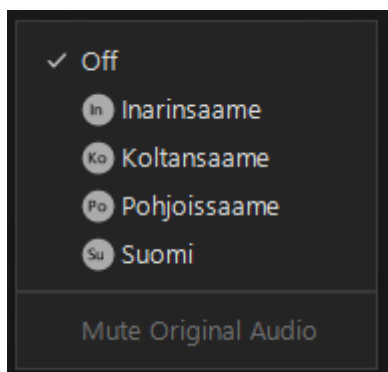 Off
In Inarinsaame
Ko Koltansaame
Po Pohjoissaame
Su Suomi
Mute Original Audio